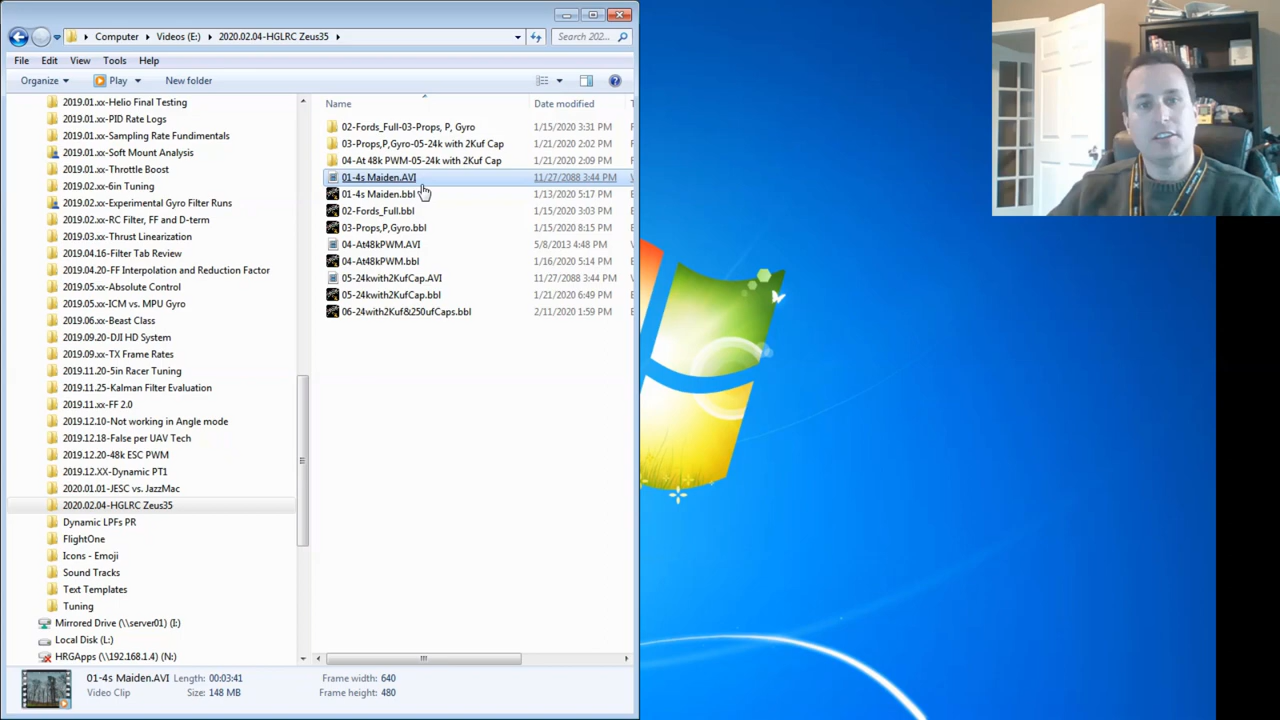 Computer ▸ Videos (E:) ▸ 2020.02.04-HGLRC Zeus35 ▸
Search 202...
File Edit View Tools Help
Organize Play New folder
Name Date modified
2019.01.xx-Helio Final Testing
2019.01.xx-PID Rate Logs
2019.01.xx-Sampling Rate Fundimentals
2019.01.xx-Soft Mount Analysis
2019.01.xx-Throttle Boost
2019.02.xx-6in Tuning
2019.02.xx-Experimental Gyro Filter Runs
2019.02.xx-RC Filter, FF and D-term
2019.03.xx-Thrust Linearization
2019.04.16-Filter Tab Review
2019.04.20-FF Interpolation and Reduction Factor
2019.05.xx-Absolute Control
2019.05.xx-ICM vs. MPU Gyro
2019.06.xx-Beast Class
2019.09.20-DJI HD System
2019.09.xx-TX Frame Rates
2019.11.20-5in Racer Tuning
2019.11.25-Kalman Filter Evaluation
2019.11.xx-FF 2.0
2019.12.10-Not working in Angle mode
2019.12.18-False per UAV Tech
2019.12.20-48k ESC PWM
2019.12.XX-Dynamic PT1
2020.01.01-JESC vs. JazzMac
2020.02.04-HGLRC Zeus35
Dynamic LPFs PR
FlightOne
Icons - Emoji
Sound Tracks
Text Templates
Tuning
Mirrored Drive (\\server01) (I:)
Local Disk (L:)
HRGApps (\\192.168.1.4) (N:)
02-Fords_Full-03-Props, P, Gyro 1/15/2020 3:31 PM
03-Props,P,Gyro-05-24k with 2Kuf Cap 1/21/2020 2:02 PM
04-At 48k PWM-05-24k with 2Kuf Cap 1/21/2020 2:09 PM
01-4s Maiden.AVI 11/27/2088 3:44 PM
01-4s Maiden.bbl 1/13/2020 5:17 PM
02-Fords_Full.bbl 1/15/2020 3:03 PM
03-Props,P,Gyro.bbl 1/15/2020 8:15 AM
04-At48kPWM.AVI 5/8/2013 4:48 PM
04-At48kPWM.bbl 1/16/2020 5:14 PM
05-24kwith2KufCap.AVI 11/27/2088 3:44 PM
05-24kwith2KufCap.bbl 1/21/2020 6:49 PM
06-24with2Kuf&250ufCaps.bbl 2/11/2020 1:59 PM
01-4s Maiden.AVI Length: 00:03:41 Frame width: 640
Video Clip Size: 148 MB Frame height: 480